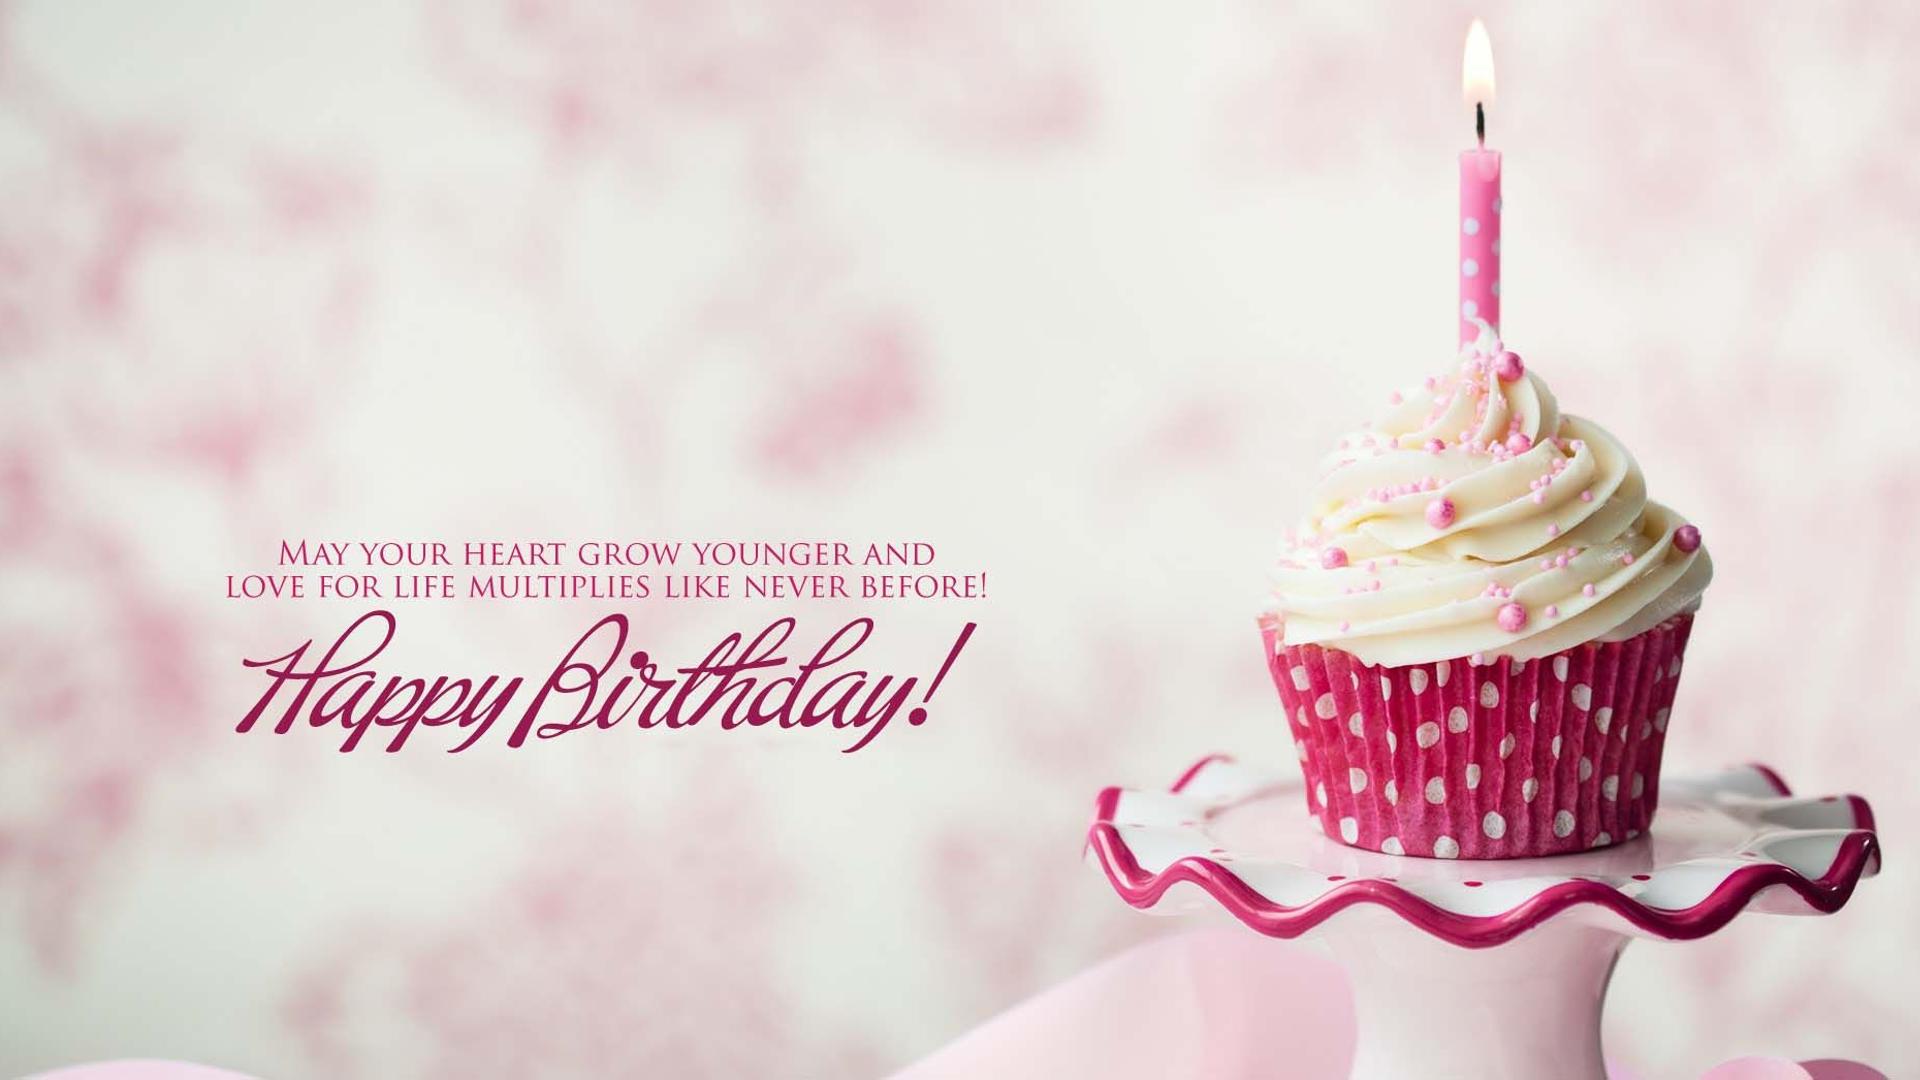 May your heart grow younger and
love for life multiplies like never before!
Happy Birthday!